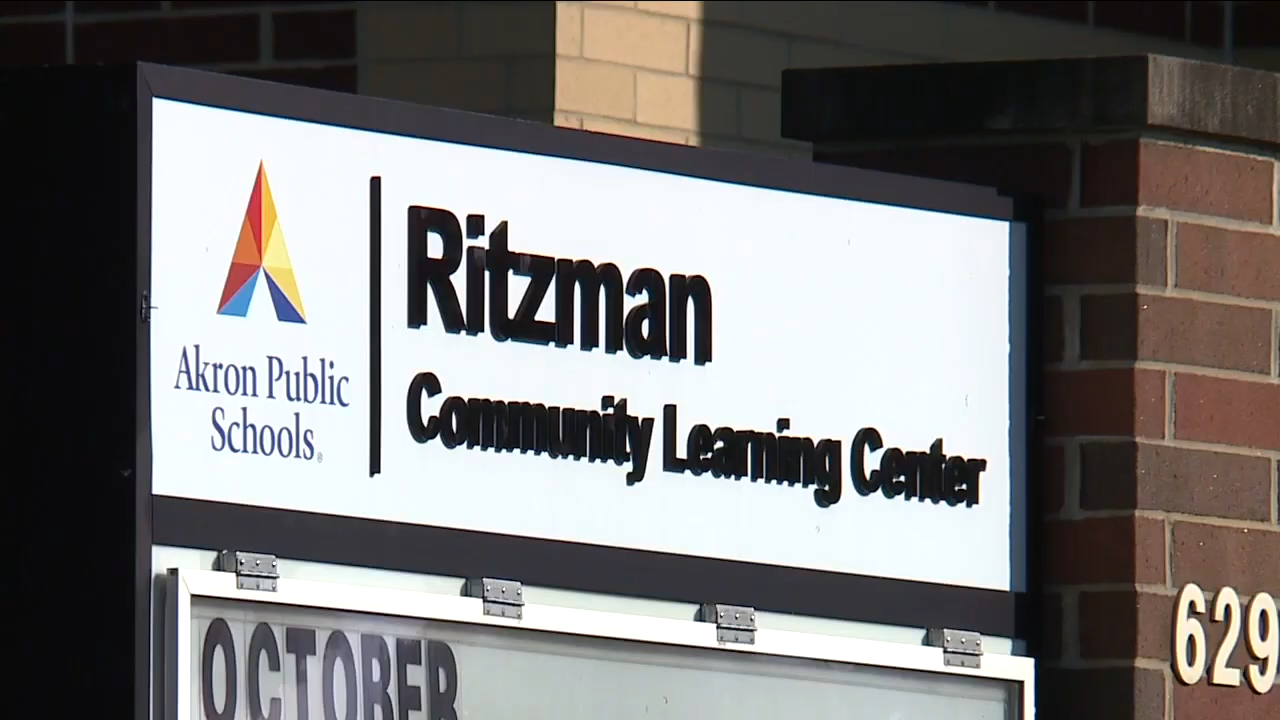 Ritzman
Community Learning Center
Akron Public
Schools®
OCTOBER
629